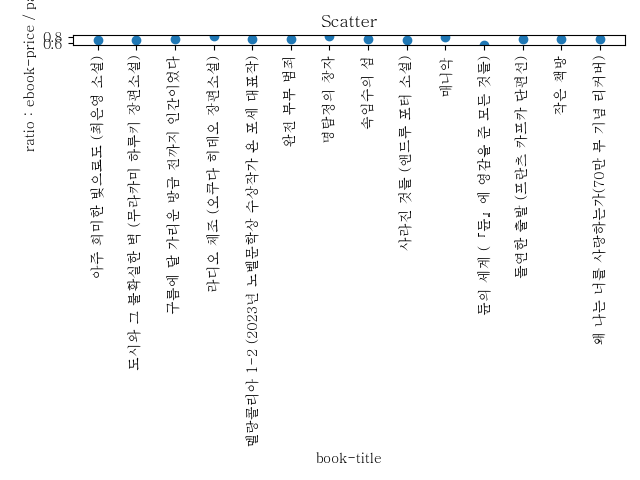 Scatter
ratio : ebook-price / pa
0.8
0.6
아주 희미한 빛으로도 (최은영 소설)
도시와 그 불확실한 벽 (무라카미 하루키 장편소설)
구름에 달 가리운 방금 전까지 인간이었다
라디오 체조 (오쿠다 히데오 장편소설)
멜랑콜리아 1-2 (2023년 노벨문학상 수상작가 욘 포세 대표작)
완전 부부 범죄
명탐정의 창자
속임수의 섬
사라진 것들 (앤드루 포터 소설)
매니악
듄의 세계 (『듄』에 영감을 준 모든 것들)
돌연한 출발 (프란츠 카프카 단편선)
작은 책방
왜 나는 너를 사랑하는가(70만 부 기념 리커버)
book-title